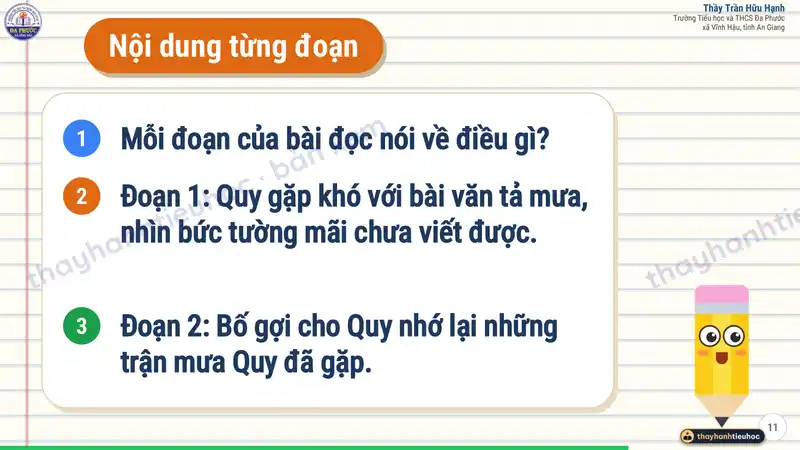 Thầy Trần Hữu Hạnh
Trường Tiểu học và THCS Đa Phước
xã Vĩnh Hậu, tỉnh An Giang
ĐA PHƯỚC
Nội dung từng đoạn
1 Mỗi đoạn của bài đọc nói về điều gì?
2 Đoạn 1: Quy gặp khó với bài văn tả mưa,
nhìn bức tường mãi chưa viết được.
3 Đoạn 2: Bố gợi cho Quy nhớ lại những
trận mưa Quy đã gặp.
thayhanhtieuhoc
11